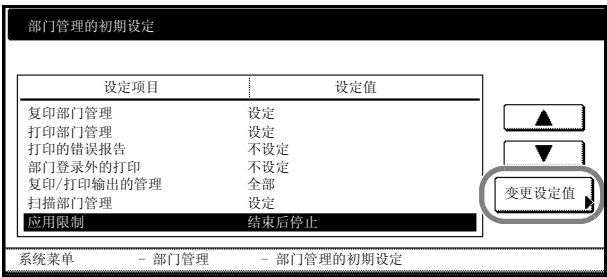 部门管理的初期设定
设定项目 设定值
复印部门管理 设定
打印部门管理 设定
打印的错误报告 不设定
部门登录外的打印 不设定
复印/打印输出的管理 全部
扫描部门管理 设定
应用限制 结束后停止
变更设定值
系统菜单 - 部门管理 - 部门管理的初期设定